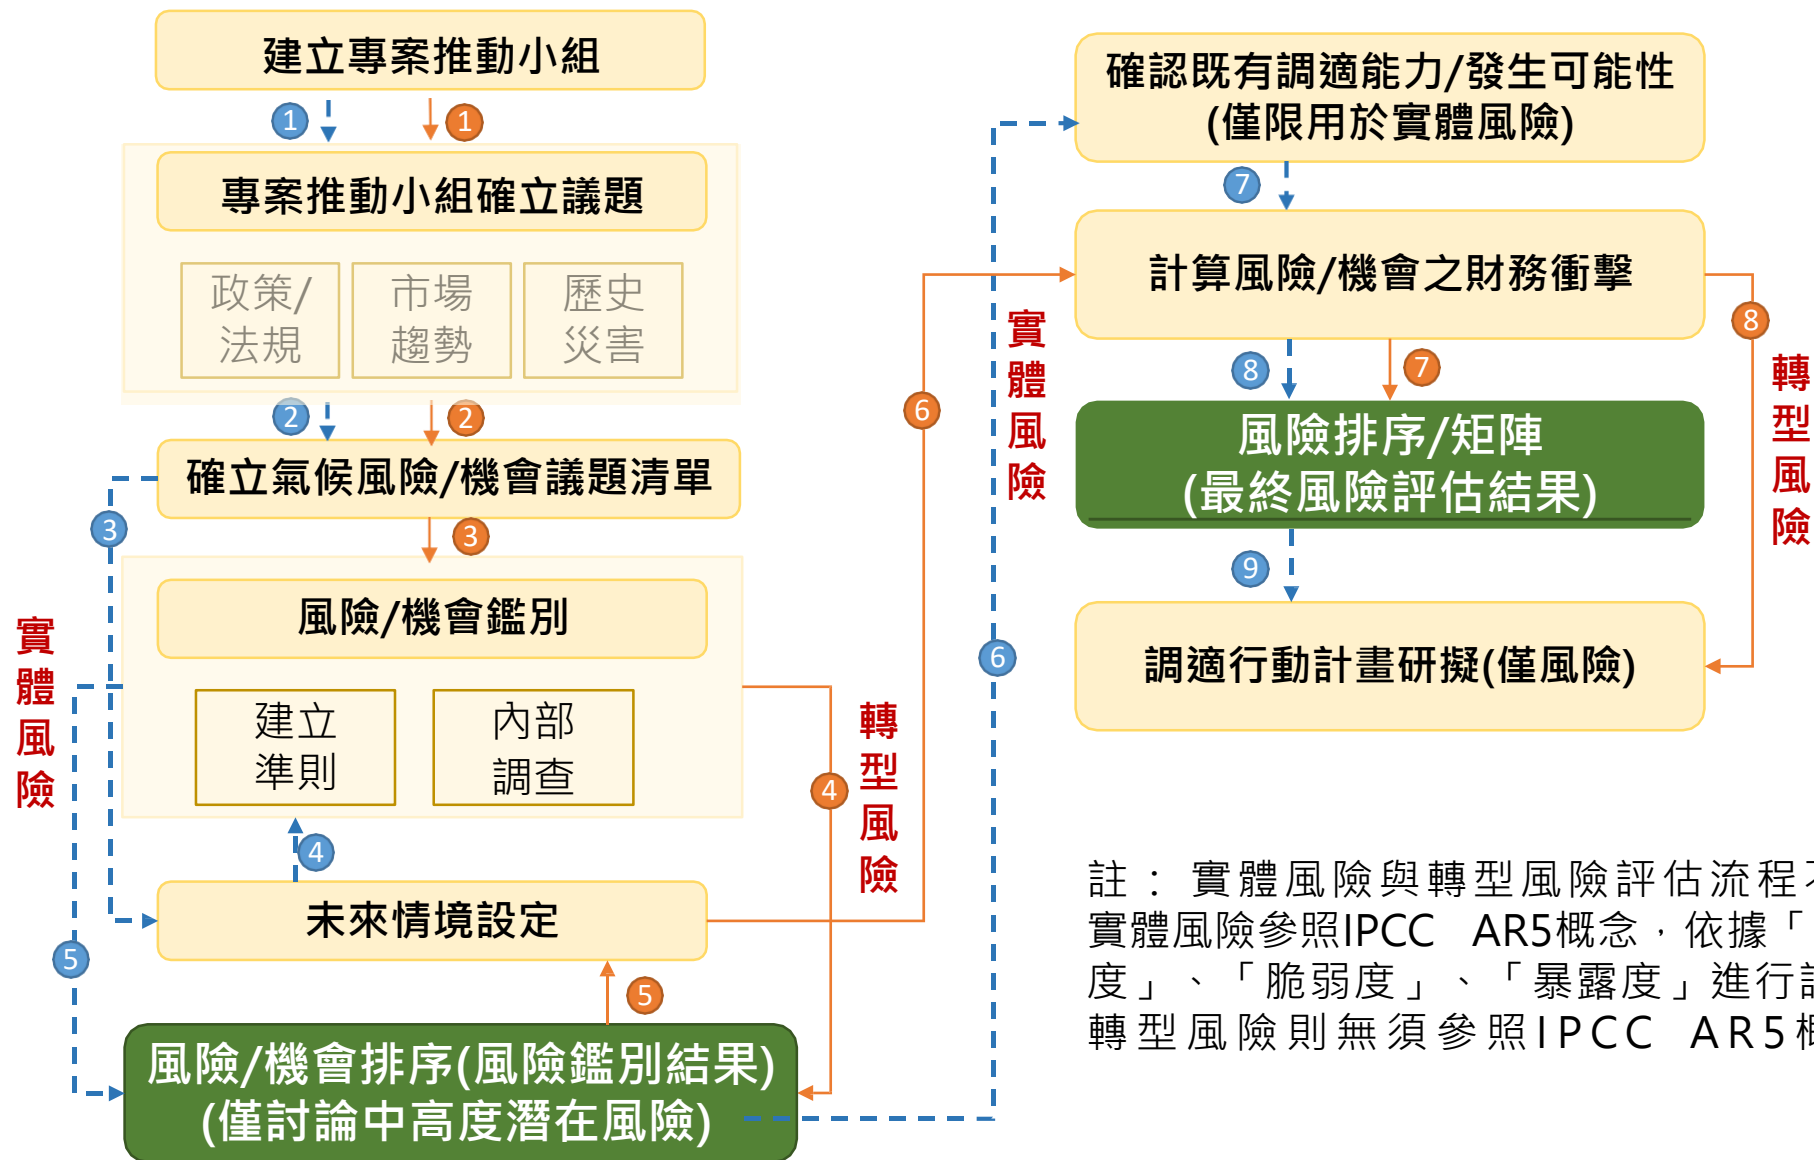 建立專案推動小組
1
1
專案推動小組確立議題
政策/
法規
市場
趨勢
歷史
災害
2
2
確立氣候風險/機會議題清單
3
3
風險/機會鑑別
建立
準則
內部
調查
實體風險
4
轉型風險
4
未來情境設定
5
5
風險/機會排序(風險鑑別結果)
(僅討論中高度潛在風險)
6
6
實體風險
確認既有調適能力/發生可能性
(僅限用於實體風險)
7
計算風險/機會之財務衝擊
8
7
8
轉型風險
風險排序/矩陣
(最終風險評估結果)
9
調適行動計畫研擬(僅風險)
註：實體風險與轉型風險評估流程
實體風險參照IPCC AR5概念，依據「
度」、「脆弱度」、「暴露度」進行
轉型風險則無須參照IPCC AR5